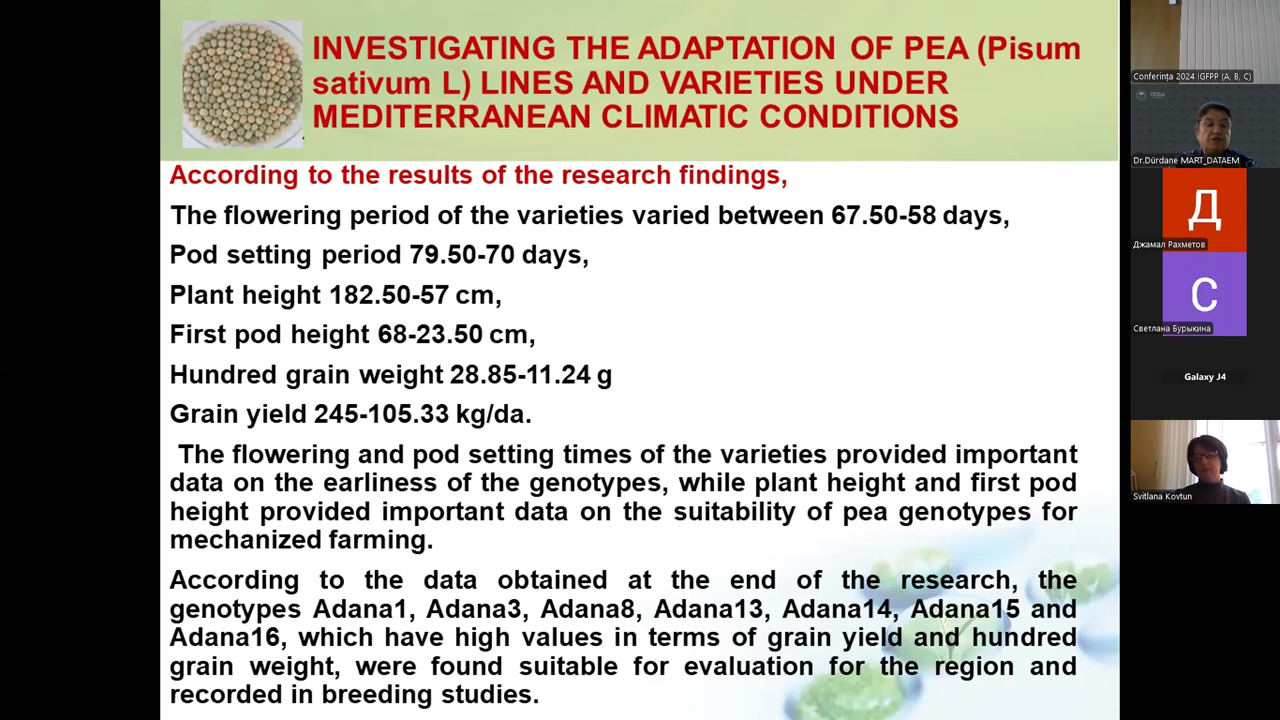 INVESTIGATING THE ADAPTATION OF PEA (Pisum
sativum L) LINES AND VARIETIES UNDER
MEDITERRANEAN CLIMATIC CONDITIONS
According to the results of the research findings,
The flowering period of the varieties varied between 67.50-58 days,
Pod setting period 79.50-70 days,
Plant height 182.50-57 cm,
First pod height 68-23.50 cm,
Hundred grain weight 28.85-11.24 g
Grain yield 245-105.33 kg/da.
The flowering and pod setting times of the varieties provided important
data on the earliness of the genotypes, while plant height and first pod
height provided important data on the suitability of pea genotypes for
mechanized farming.
According to the data obtained at the end of the research, the
genotypes Adana1, Adana3, Adana8, Adana13, Adana14, Adana15 and
Adana16, which have high values in terms of grain yield and hundred
grain weight, were found suitable for evaluation for the region and
recorded in breeding studies.
Conferința 2024 IGFPP (A, B, C)
Dr.Dürdane MART_DATAEM
Д
Джамал Рахметов
С
Светлана Бурыкина
Galaxy J4
Svitlana Kovtun